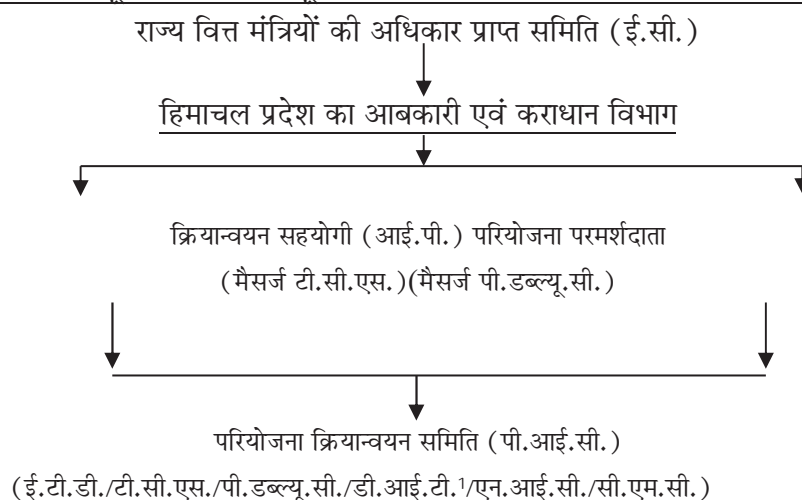 राज्य वित्त मंत्रियों की अधिकार प्राप्त समिति (ई.सी.)
हिमाचल प्रदेश का आबकारी एवं कराधान विभाग
क्रियान्वयन सहयोगी (आई.पी.) परियोजना परमर्शदाता
(मैसर्ज टी.सी.एस.)(मैसर्ज पी.डब्ल्यू.सी.)
परियोजना क्रियान्वयन समिति (पी.आई.सी.)
(ई.टी.डी./टी.सी.एस./पी.डब्ल्यू.सी./डी.आई.टी.¹/एन.आई.सी./सी.एम.सी.)